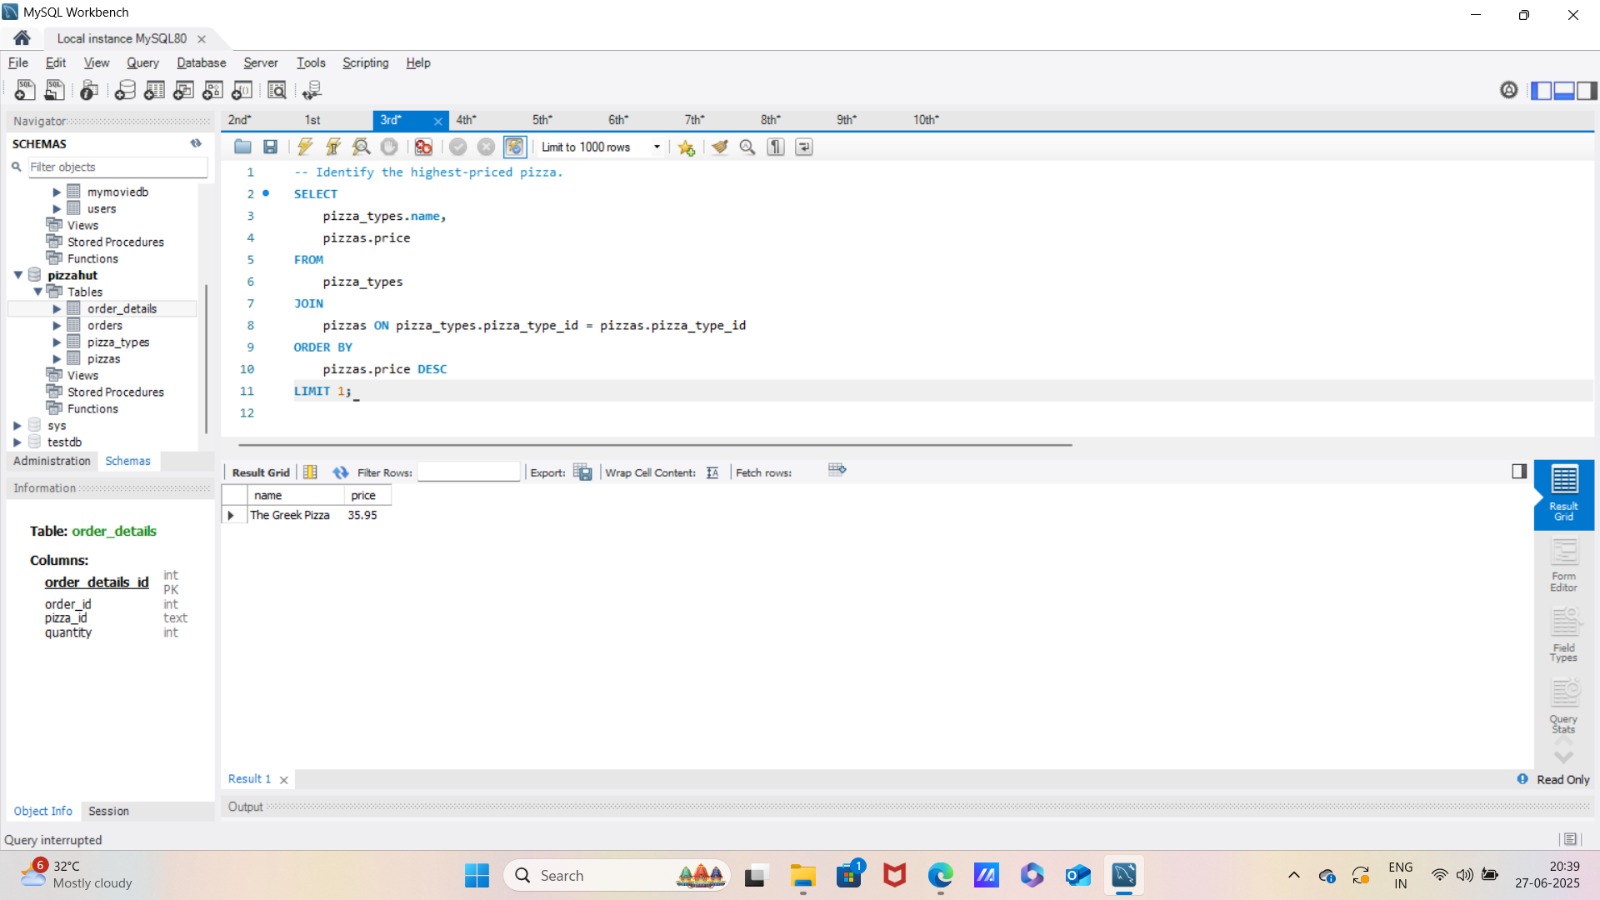 MySQL Workbench
Local instance MySQL80
File Edit View Query Database Server Tools Scripting Help
Navigator
SCHEMAS
Filter objects
mymoviedb
users
Views
Stored Procedures
Functions
pizzahut
Tables
order_details
orders
pizza_types
pizzas
Views
Stored Procedures
Functions
sys
testdb
Administration Schemas
Information
Table: order_details
Columns:
order_details_id int PK
order_id int
pizza_id text
quantity int
Object Info Session
2nd* 1st 3rd* 4th* 5th* 6th* 7th* 8th* 9th* 10th*
Limit to 1000 rows
1 -- Identify the highest-priced pizza.
2 SELECT
3 pizza_types.name,
4 pizzas.price
5 FROM
6 pizza_types
7 JOIN
8 pizzas ON pizza_types.pizza_type_id = pizzas.pizza_type_id
9 ORDER BY
10 pizzas.price DESC
11 LIMIT 1;
12
Result Grid Filter Rows: Export: Wrap Cell Content: Fetch rows:
name price
The Greek Pizza 35.95
Result Grid
Form Editor
Field Types
Query Stats
Result 1
Read Only
Output
Query interrupted
6
32°C
Mostly cloudy
Search
1
ENG
IN
20:39
27-06-2025